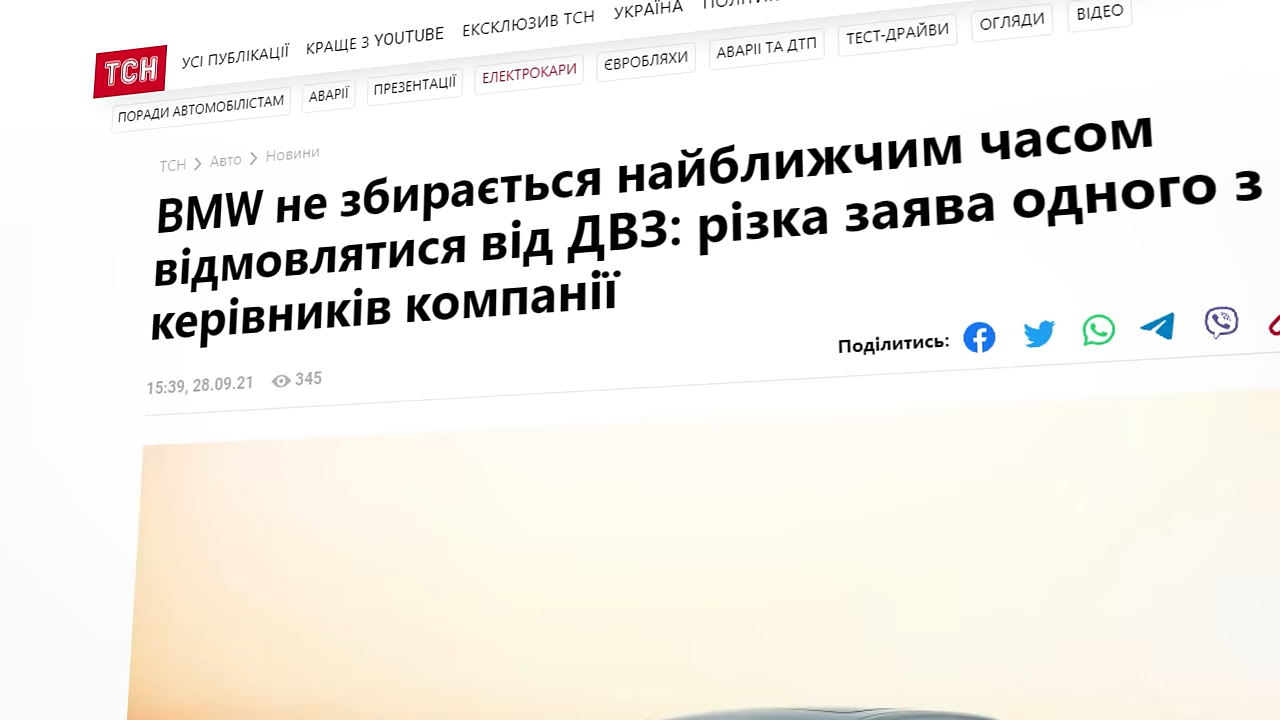 ТСН
УСІ ПУБЛІКАЦІЇ КРАЩЕ З YOUTUBE ЕКСКЛЮЗИВ ТСН УКРАЇНА
ПОРАДИ АВТОМОБІЛІСТАМ АВАРІЇ ПРЕЗЕНТАЦІЇ ЕЛЕКТРОКАРИ ЄВРОБЛЯХИ АВАРІІ ТА ДТП ТЕСТ-ДРАЙВИ ОГЛЯДИ ВІДЕО
ТСН > Авто > Новини
BMW не збирається найближчим часом
відмовлятися від ДВЗ: різка заява одного з
керівників компанії
Поділитись:
15:39, 28.09.21 345